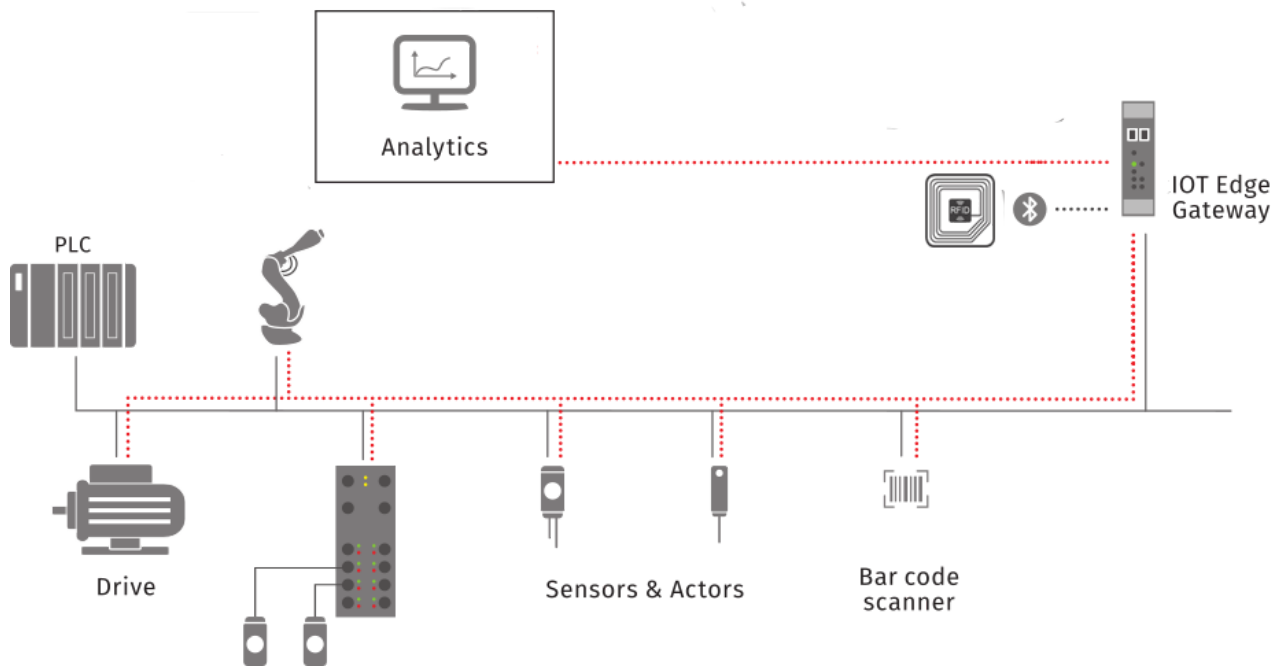 Analytics
RFID
IOT Edge
Gateway
PLC
Drive
Sensors & Actors
Bar code
scanner